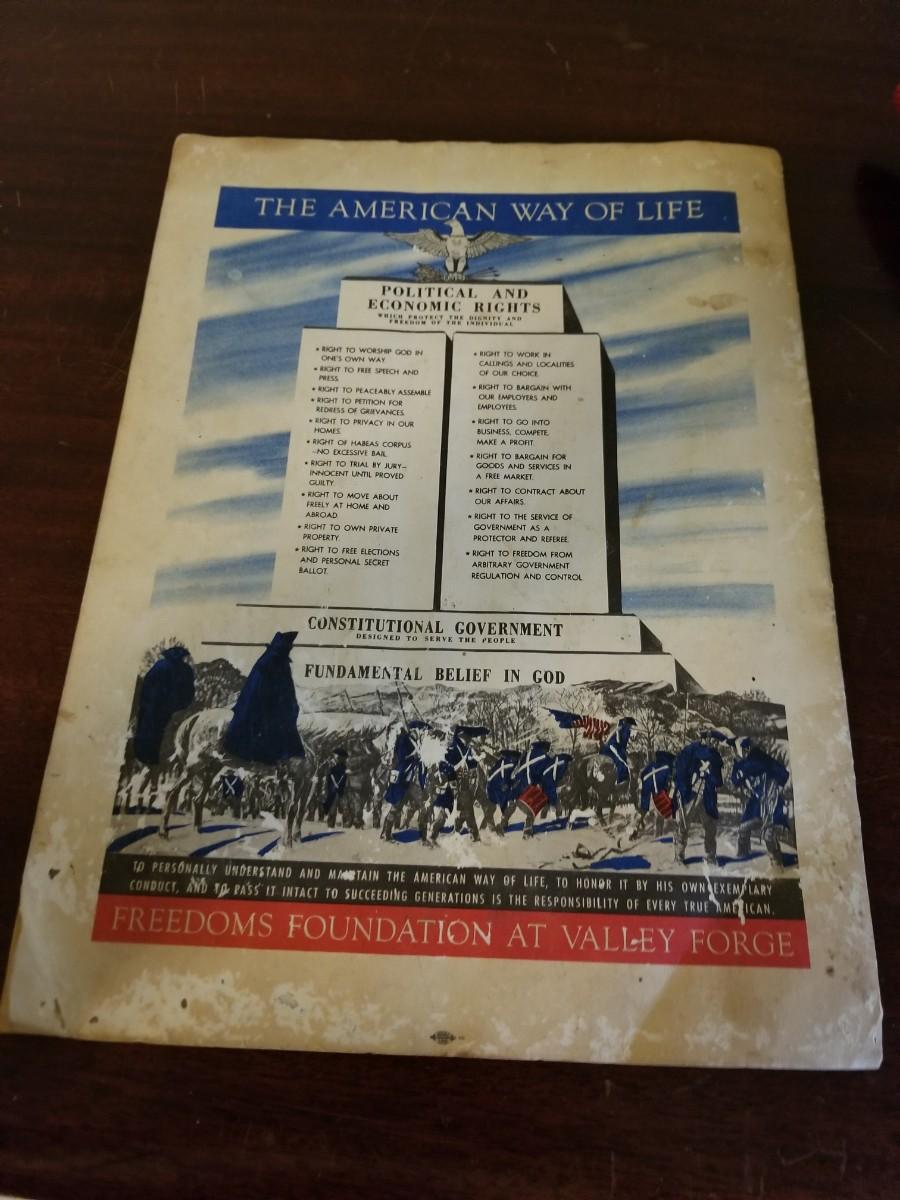 THE AMERICAN WAY OF LIFE
POLITICAL AND
ECONOMIC RIGHTS
WHICH PROTECT THE DIGNITY AND
FREEDOM OF THE INDIVIDUAL
★ RIGHT TO WORSHIP GOD IN
ONE'S OWN WAY.
★ RIGHT TO FREE SPEECH AND
PRESS.
★ RIGHT TO PEACEABLY ASSEMBLE
★ RIGHT TO PETITION FOR
REDRESS OF GRIEVANCES.
★ RIGHT TO PRIVACY IN OUR
HOMES.
★ RIGHT OF HABEAS CORPUS
—NO EXCESSIVE BAIL.
★ RIGHT TO TRIAL BY JURY—
INNOCENT UNTIL PROVED
GUILTY.
★ RIGHT TO MOVE ABOUT
FREELY AT HOME AND
ABROAD.
★ RIGHT TO OWN PRIVATE
PROPERTY.
★ RIGHT TO FREE ELECTIONS
AND PERSONAL SECRET
BALLOT.
★ RIGHT TO WORK IN
CALLINGS AND LOCALITIES
OF OUR CHOICE.
★ RIGHT TO BARGAIN WITH
OUR EMPLOYERS AND
EMPLOYEES.
★ RIGHT TO GO INTO
BUSINESS, COMPETE,
MAKE A PROFIT.
★ RIGHT TO BARGAIN FOR
GOODS AND SERVICES IN
A FREE MARKET.
★ RIGHT TO CONTRACT ABOUT
OUR AFFAIRS.
★ RIGHT TO THE SERVICE OF
GOVERNMENT AS A
PROTECTOR AND REFEREE.
★ RIGHT TO FREEDOM FROM
ARBITRARY GOVERNMENT
REGULATION AND CONTROL.
CONSTITUTIONAL GOVERNMENT
DESIGNED TO SERVE THE PEOPLE
FUNDAMENTAL BELIEF IN GOD
TO PERSONALLY UNDERSTAND AND MAINTAIN THE AMERICAN WAY OF LIFE, TO HONOR IT BY HIS OWN EXEMPLARY
CONDUCT, AND TO PASS IT INTACT TO SUCCEEDING GENERATIONS IS THE RESPONSIBILITY OF EVERY TRUE AMERICAN.
FREEDOMS FOUNDATION AT VALLEY FORGE